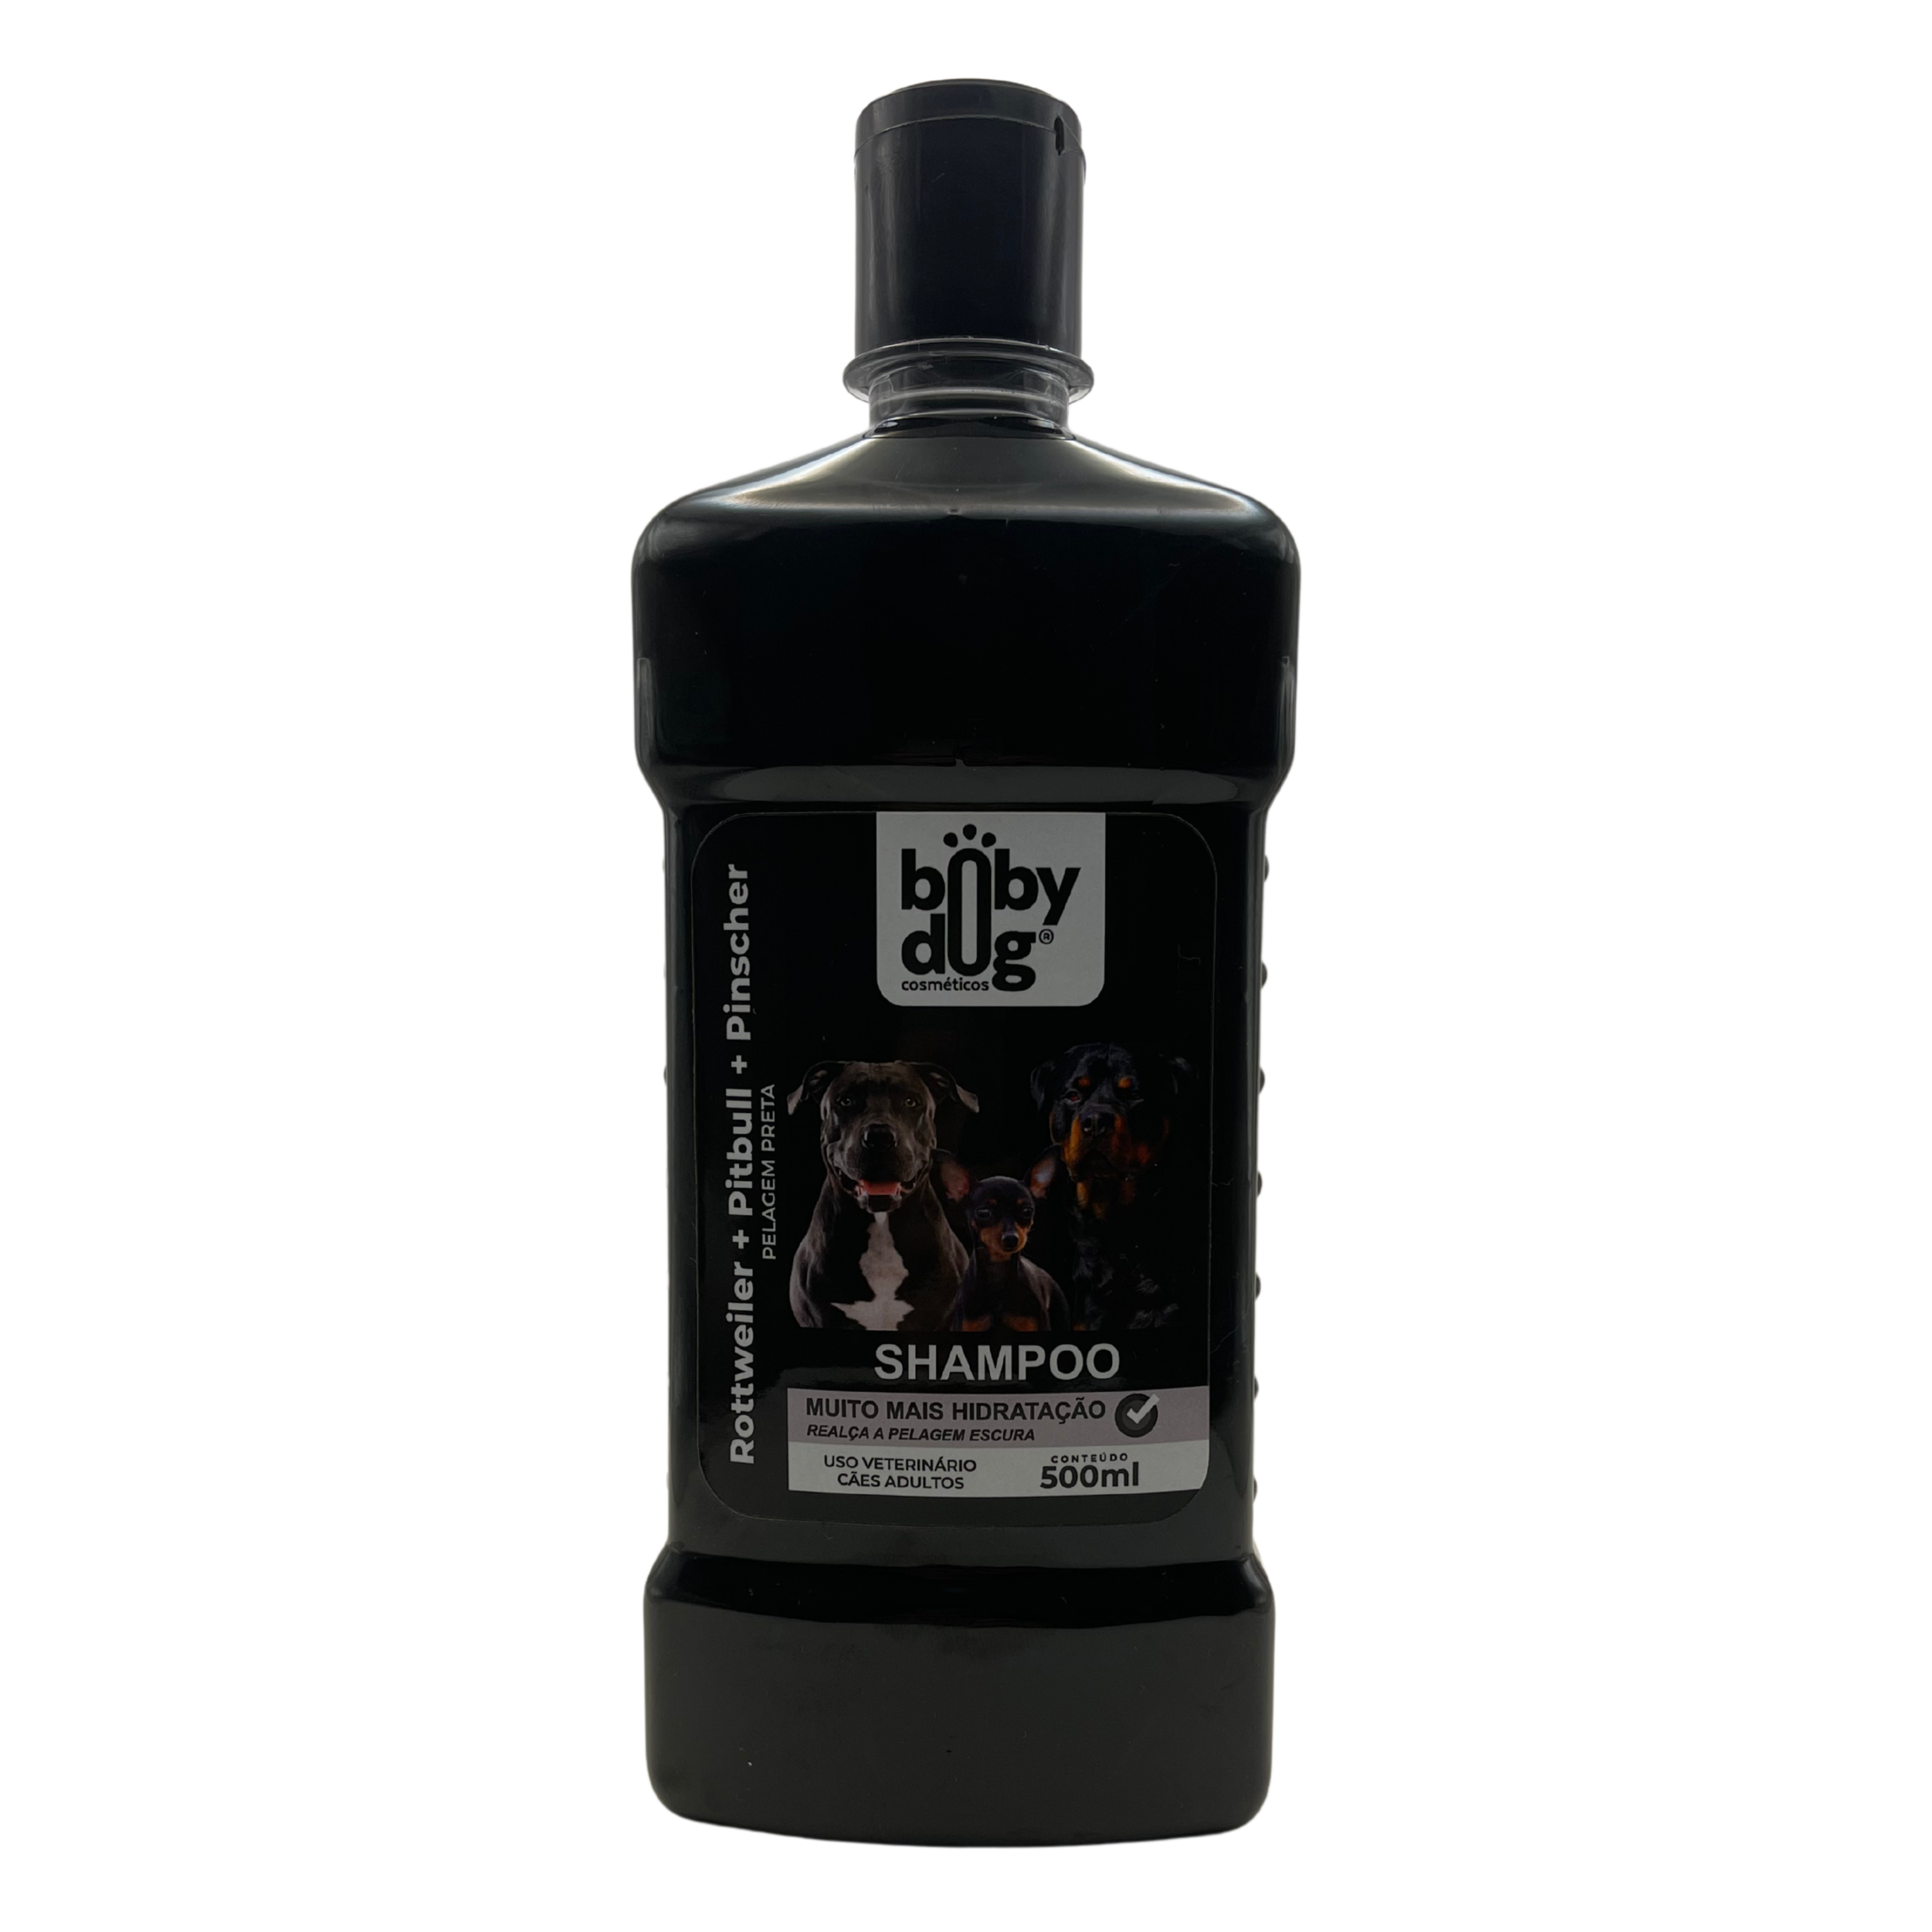 böby
dog®
cosméticos
Rottweiler + Pitbull + Pinscher
PELAGEM PRETA
SHAMPOO
MUITO MAIS HIDRATAÇÃO
REALÇA A PELAGEM ESCURA
USO VETERINÁRIO
CÃES ADULTOS
CONTEÚDO
500ml